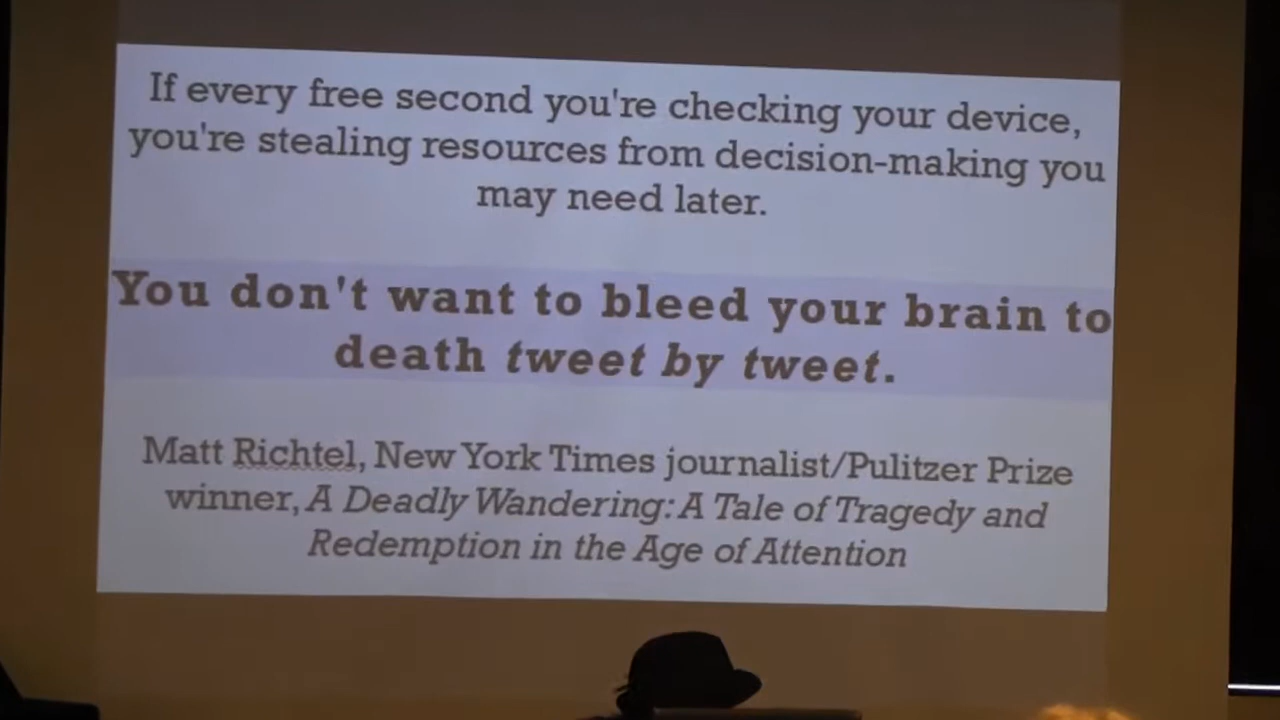 If every free second you're checking your device,
you're stealing resources from decision-making you
may need later.
You don't want to bleed your brain to
death tweet by tweet.
Matt Richtel, New York Times journalist/Pulitzer Prize
winner, A Deadly Wandering: A Tale of Tragedy and
Redemption in the Age of Attention